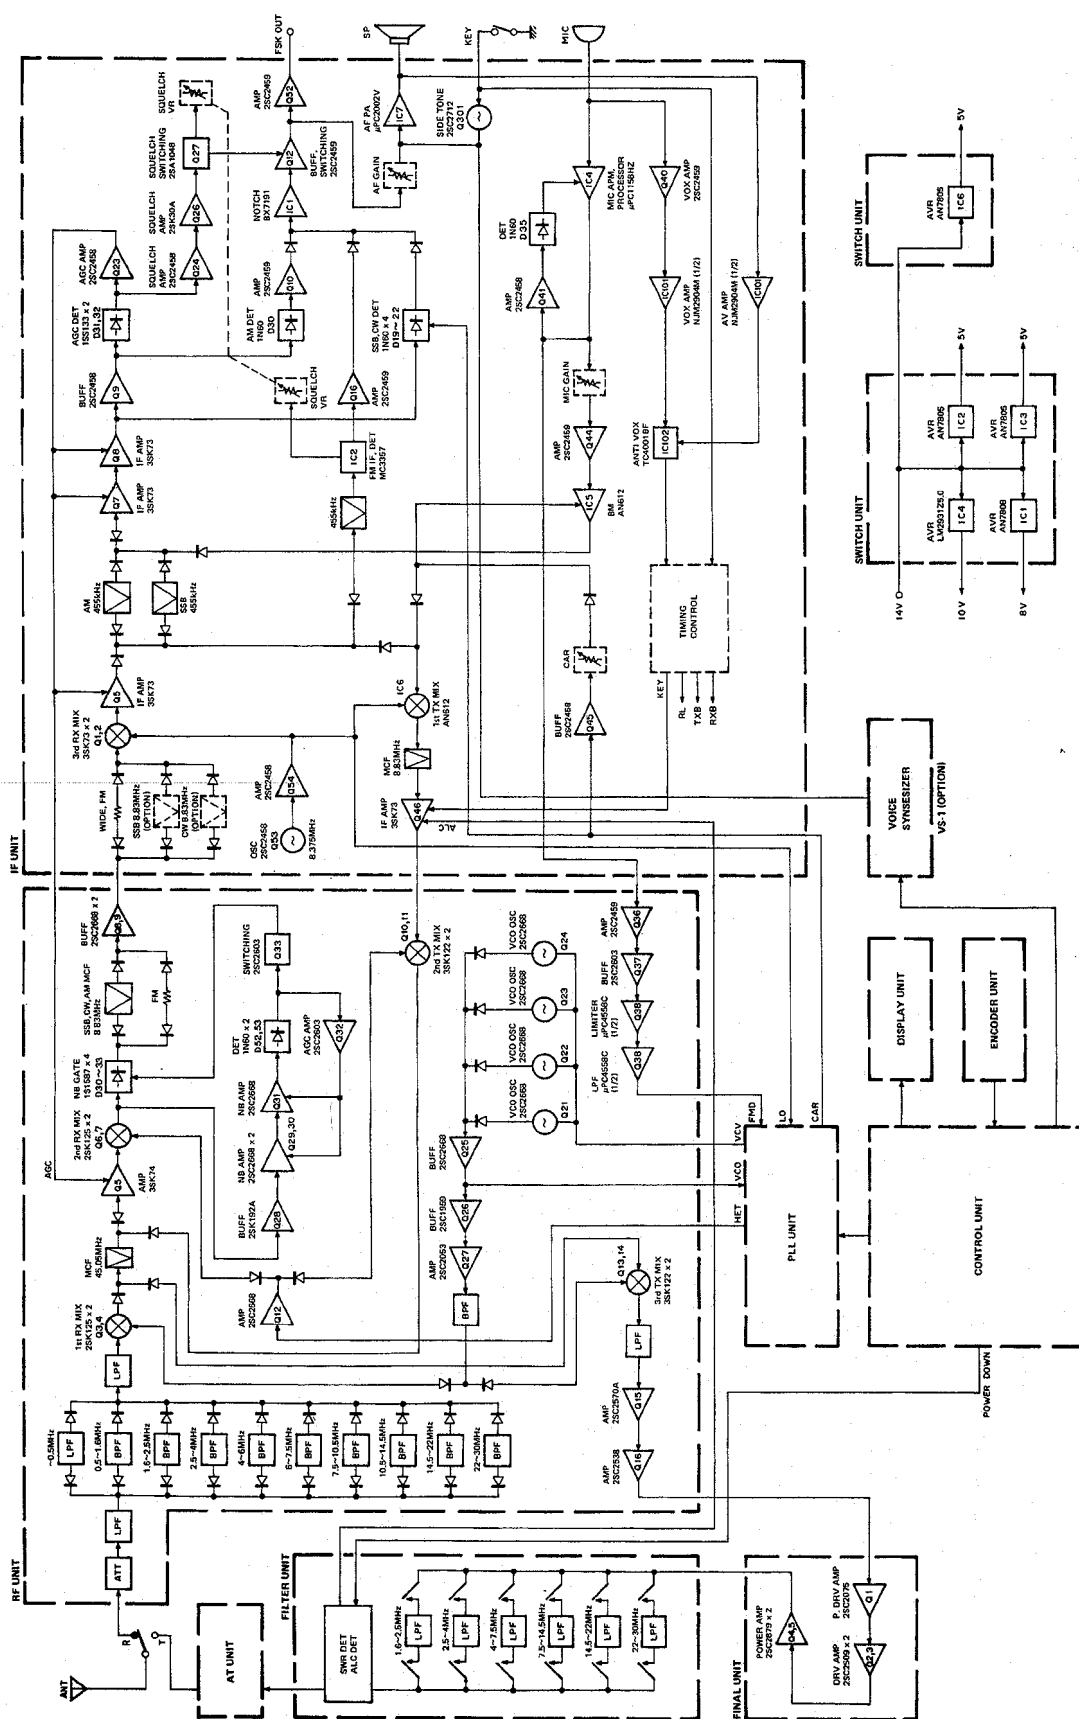 RF UNIT
ANT
R
T
ATT
LPF
~0.5MHz
LPF
0.5~1.6MHz
BPF
1.6~2.5MHz
BPF
2.5~4MHz
BPF
4~6MHz
BPF
6~7.5MHz
BPF
7.5~10.5MHz
BPF
10.5~14.5MHz
BPF
14.5~22MHz
BPF
22~30MHz
BPF
LPF
1st RX MIX
2SK125 x 2
Q3,4
MCF
45.05MHz
AGC
AMP
3SK74
Q5
2nd RX MIX
2SK125 x 2
Q6,7
NB GATE
1S1587 x 4
D30~33
SSB,CW,AM MCF
8.83MHz
FM
BUFF
2SC2668 x 2
Q8,9
BUFF
2SK192A
Q28
NB AMP
2SC2668 x 2
Q29,30
NB AMP
2SC2668
Q31
DET
1N60 x 2
D52,53
AGC AMP
2SC2603
Q32
SWITCHING
2SC2603
Q33
AMP
2SC2668
Q12
Q10,11
2nd TX MIX
3SK122 x 2
VCO OSC
2SC2668
Q21
VCO OSC
2SC2668
Q22
VCO OSC
2SC2668
Q23
VCO OSC
2SC2668
Q24
BUFF
2SC2668
Q25
BUFF
2SC1959
Q26
AMP
2SC2053
Q27
BPF
Q13,14
3rd TX MIX
3SK122 x 2
LPF
AMP
2SC2570A
Q15
AMP
2SC2538
Q16
AMP
2SC2459
Q36
BUFF
2SC2603
Q37
LIMITER
μPC4558C
(1/2)
Q38
LPF
μPC4558C
(1/2)
Q38
IF UNIT
WIDE, FM
SSB 8.83MHz
(OPTION)
CW 8.83MHz
(OPTION)
3rd RX MIX
3SK73 x 2
Q1,2
OSC
2SC2458
Q53
8.375MHz
AMP
2SC2458
Q54
IF AMP
3SK73
Q5
AM
455kHz
SSB
455kHz
IF AMP
3SK73
Q7
IF AMP
3SK73
Q8
BUFF
2SC2458
Q9
AGC DET
1SS133 x 2
D31,32
AGC AMP
2SC2458
Q23
SQUELCH
AMP
2SC2458
Q24
SQUELCH
AMP
2SK30A
Q26
SQUELCH
SWITCHING
2SA1048
Q27
SQUELCH
VR
AM DET
1N60
D30
AMP
2SC2459
Q10
NOTCH
BX7191
IC1
BUFF,
SWITCHING
2SC2459
Q12
AMP
2SC2459
Q52
FSK OUT
455kHz
FM IF, DET
MC3357
IC2
SQUELCH
VR
AMP
2SC2459
Q16
SSB,CW DET
1N60 x 4
D19~22
AF GAIN
AF PA
μPC2002V
IC7
SP
SIDE TONE
2SC2712
Q301
KEY
MIC
IC6
1st TX MIX
AN612
MCF
8.83MHz
IF AMP
3SK73
Q46
ALC
BM
AN612
IC5
AMP
2SC2459
Q44
MIC GAIN
AMP
2SC2458
Q41
DET
1N60
D35
MIC APM,
PROCESSOR
μPC1158HZ
IC4
VOX AMP
2SC2459
Q40
VOX AMP
NJM2904M (1/2)
IC101
AV AMP
NJM2904M (1/2)
IC101
ANTI VOX
TC4001BF
IC102
TIMING
CONTROL
KEY
RL
TXB
RXB
BUFF
2SC2458
Q45
CAR
AT UNIT
FILTER UNIT
SWR DET
ALC DET
1.6~2.5MHz
LPF
2.5~4MHz
LPF
4~7.5MHz
LPF
7.5~14.5MHz
LPF
14.5~22MHz
LPF
22~30MHz
LPF
FINAL UNIT
P. DRV AMP
2SC2075
Q1
DRV AMP
2SC2509 x 2
Q2,3
POWER AMP
2SC2879 x 2
Q4,5
PLL UNIT
HET
VCO
VCV
FMD
LO
CAR
CONTROL UNIT
POWER DOWN
DISPLAY UNIT
ENCODER UNIT
VOICE
SYNSESIZER
VS-1 (OPTION)
SWITCH UNIT
14V
10V
8V
AVR
LM293125.0
IC4
AVR
AN7808
IC1
AVR
AN7805
IC2
5V
AVR
AN7805
IC3
5V
SWITCH UNIT
AVR
AN7805
IC6
5V